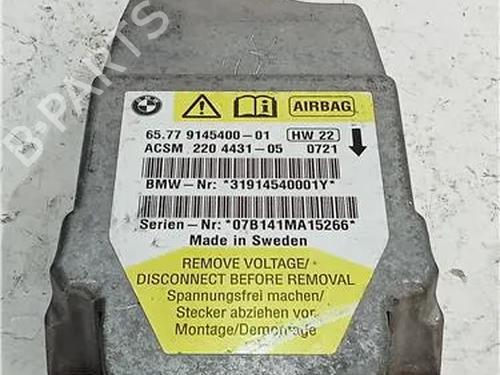 B-PARTS
BMW
AIRBAG
65.77 9145400-01 HW 22
ACSM 220 4431-05 0721
BMW-Nr: *31914540001Y*
Serien-Nr: *07B141MA15266*
Made in Sweden
REMOVE VOLTAGE/
DISCONNECT BEFORE REMOVAL
Spannungsfrei machen/
Stecker abziehen vor
Montage/Demontage